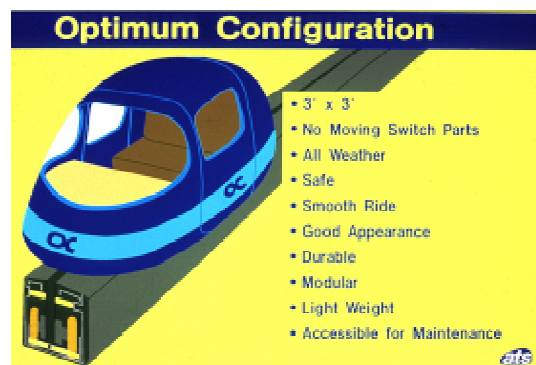 Optimum Configuration
• 3' x 3'
• No Moving Switch Parts
• All Weather
• Safe
• Smooth Ride
• Good Appearance
• Durable
• Modular
• Light Weight
• Accessible for Maintenance
ats